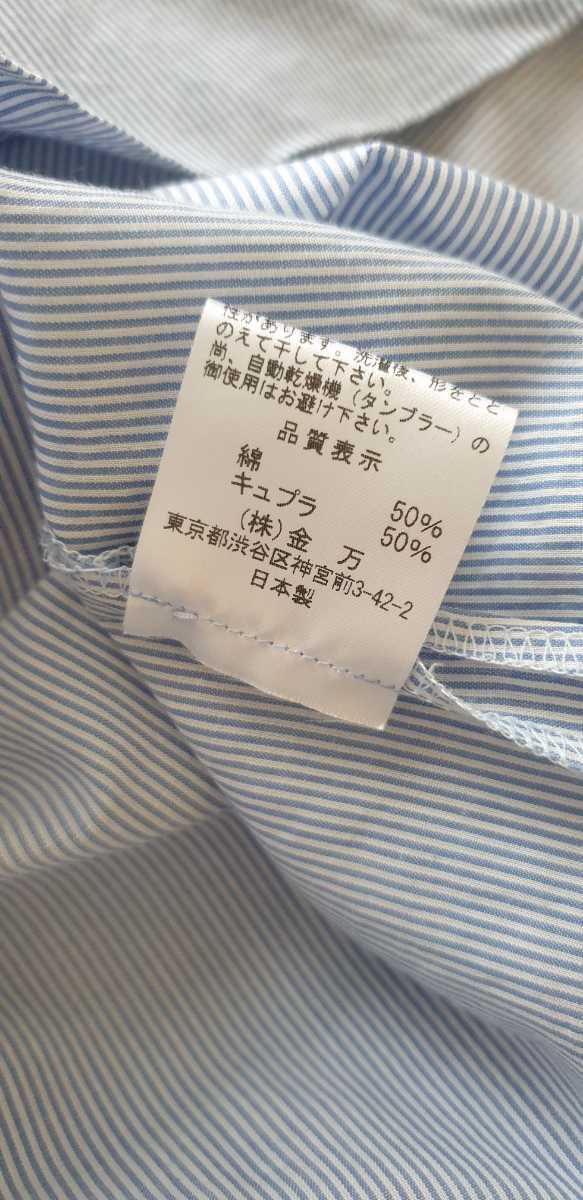 性があります。洗濯後、形をとと
のえて干して下さい。
尚、自動乾燥機(タンブラー)の
御使用はお避け下さい。
品質表示
綿 50%
キュプラ 50%
(株)金 万
東京都渋谷区神宮前3-42-2
日本製